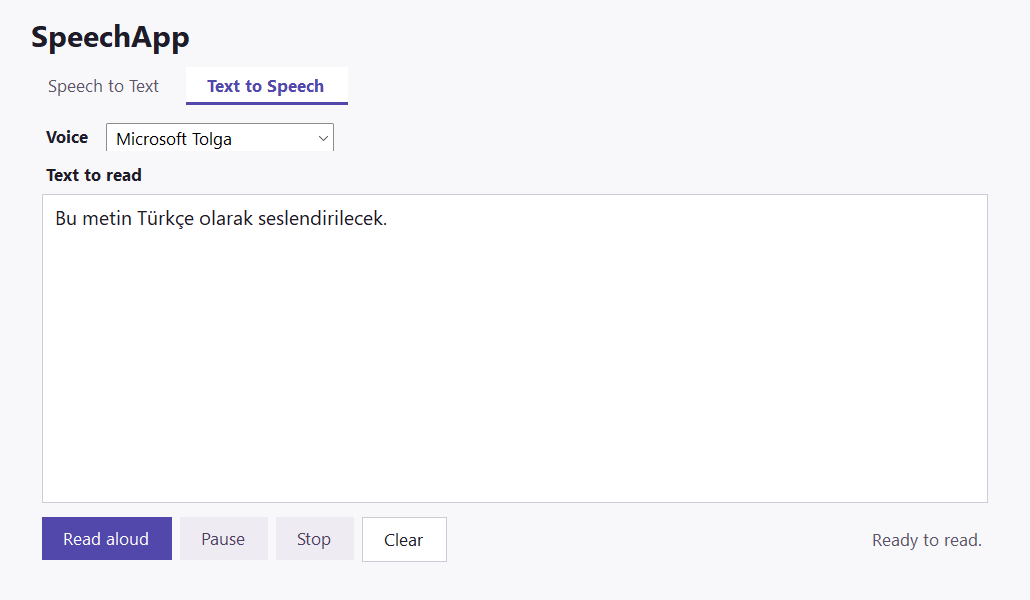 SpeechApp
Speech to Text
Text to Speech
Voice
Microsoft Tolga
Text to read
Bu metin Türkçe olarak seslendirilecek.
Read aloud
Pause
Stop
Clear
Ready to read.